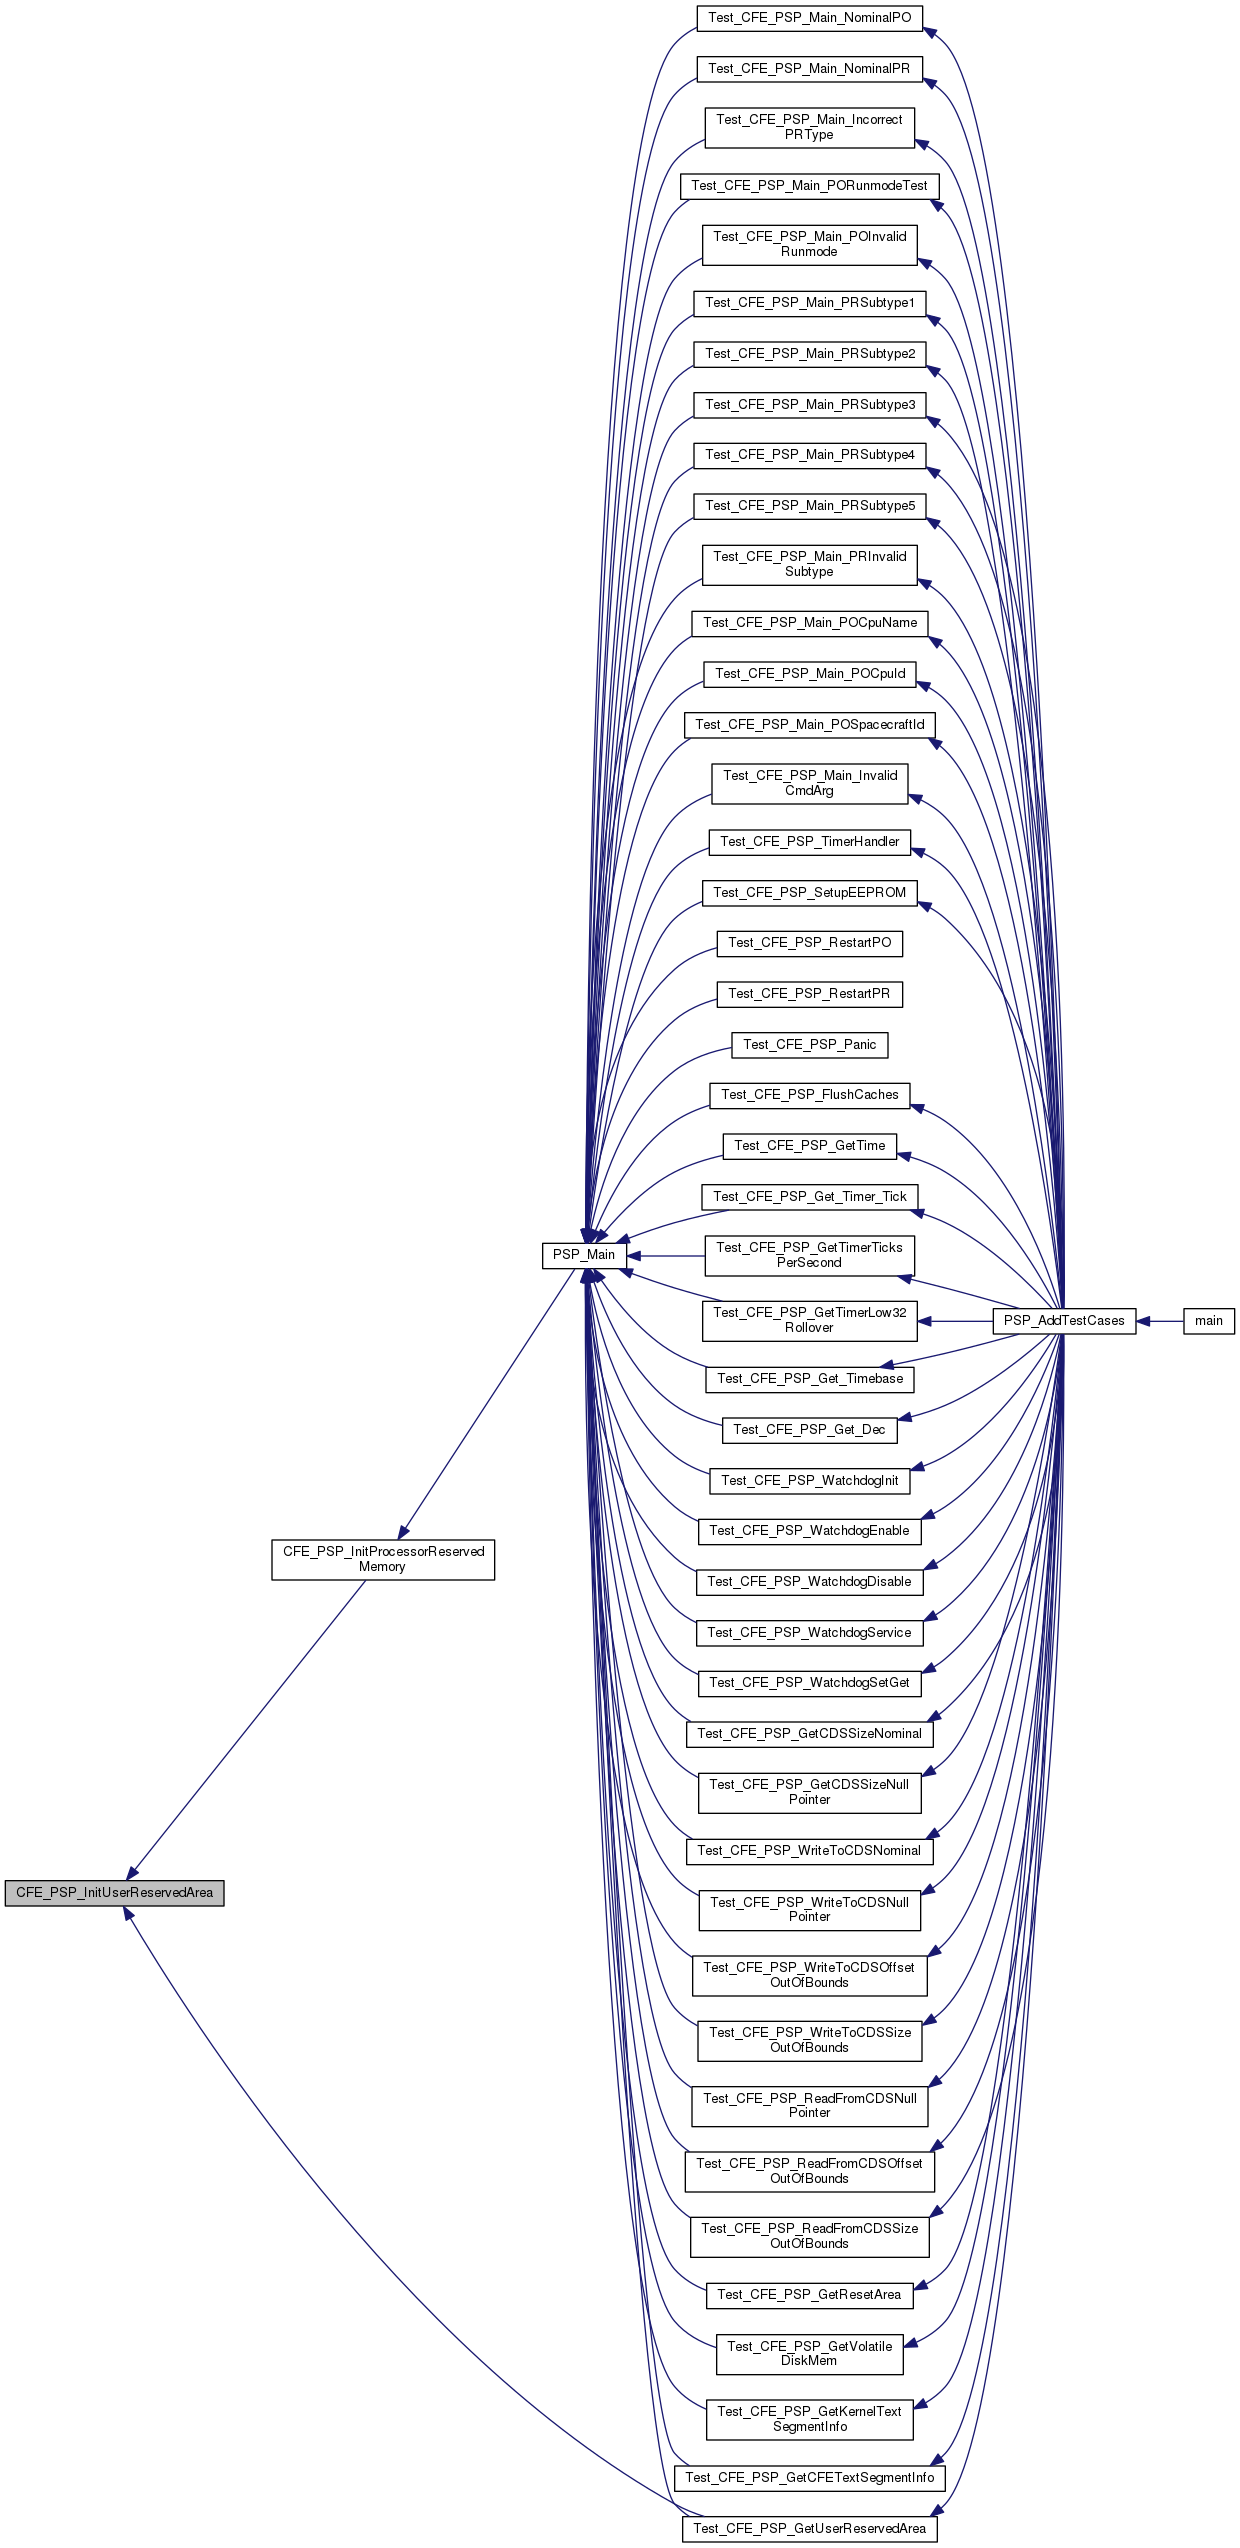 Test_CFE_PSP_Main_NominalPO
Test_CFE_PSP_Main_NominalPR
Test_CFE_PSP_Main_Incorrect
PRType
Test_CFE_PSP_Main_PORunmodeTest
Test_CFE_PSP_Main_POInvalid
Runmode
Test_CFE_PSP_Main_PRSubtype1
Test_CFE_PSP_Main_PRSubtype2
Test_CFE_PSP_Main_PRSubtype3
Test_CFE_PSP_Main_PRSubtype4
Test_CFE_PSP_Main_PRSubtype5
Test_CFE_PSP_Main_PRInvalid
Subtype
Test_CFE_PSP_Main_POCpuName
Test_CFE_PSP_Main_POCpuId
Test_CFE_PSP_Main_POSpacecraftId
Test_CFE_PSP_Main_Invalid
CmdArg
Test_CFE_PSP_TimerHandler
Test_CFE_PSP_SetupEEPROM
Test_CFE_PSP_RestartPO
Test_CFE_PSP_RestartPR
Test_CFE_PSP_Panic
Test_CFE_PSP_FlushCaches
Test_CFE_PSP_GetTime
Test_CFE_PSP_Get_Timer_Tick
PSP_Main
Test_CFE_PSP_GetTimerTicks
PerSecond
Test_CFE_PSP_GetTimerLow32
Rollover
PSP_AddTestCases
main
Test_CFE_PSP_Get_Timebase
Test_CFE_PSP_Get_Dec
Test_CFE_PSP_WatchdogInit
Test_CFE_PSP_WatchdogEnable
CFE_PSP_InitProcessorReserved
Memory
Test_CFE_PSP_WatchdogDisable
Test_CFE_PSP_WatchdogService
Test_CFE_PSP_WatchdogSetGet
Test_CFE_PSP_GetCDSSizeNominal
Test_CFE_PSP_GetCDSSizeNull
Pointer
Test_CFE_PSP_WriteToCDSNominal
CFE_PSP_InitUserReservedArea
Test_CFE_PSP_WriteToCDSNull
Pointer
Test_CFE_PSP_WriteToCDSOffset
OutOfBounds
Test_CFE_PSP_WriteToCDSSize
OutOfBounds
Test_CFE_PSP_ReadFromCDSNull
Pointer
Test_CFE_PSP_ReadFromCDSOffset
OutOfBounds
Test_CFE_PSP_ReadFromCDSSize
OutOfBounds
Test_CFE_PSP_GetResetArea
Test_CFE_PSP_GetVolatile
DiskMem
Test_CFE_PSP_GetKernelText
SegmentInfo
Test_CFE_PSP_GetCFETextSegmentInfo
Test_CFE_PSP_GetUserReservedArea